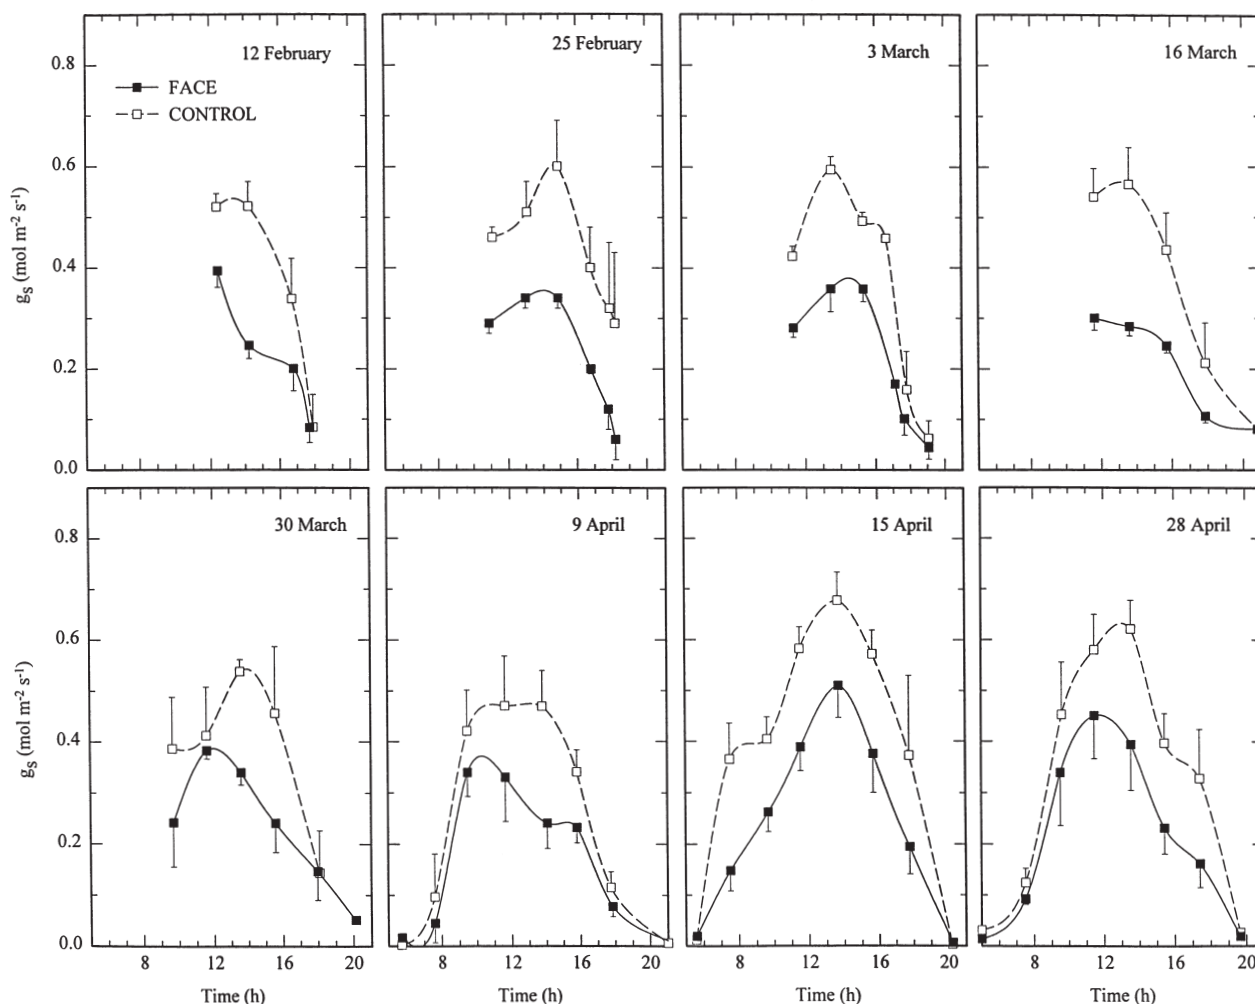 12 February
25 February
3 March
16 March
FACE
CONTROL
0.8
0.6
0.4
0.2
0.0
gs (mol m-2 s-1)
30 March
9 April
15 April
28 April
0.8
0.6
0.4
0.2
0.0
gs (mol m-2 s-1)
8 12 16 20 8 12 16 20 8 12 16 20 8 12 16 20
Time (h) Time (h) Time (h) Time (h)